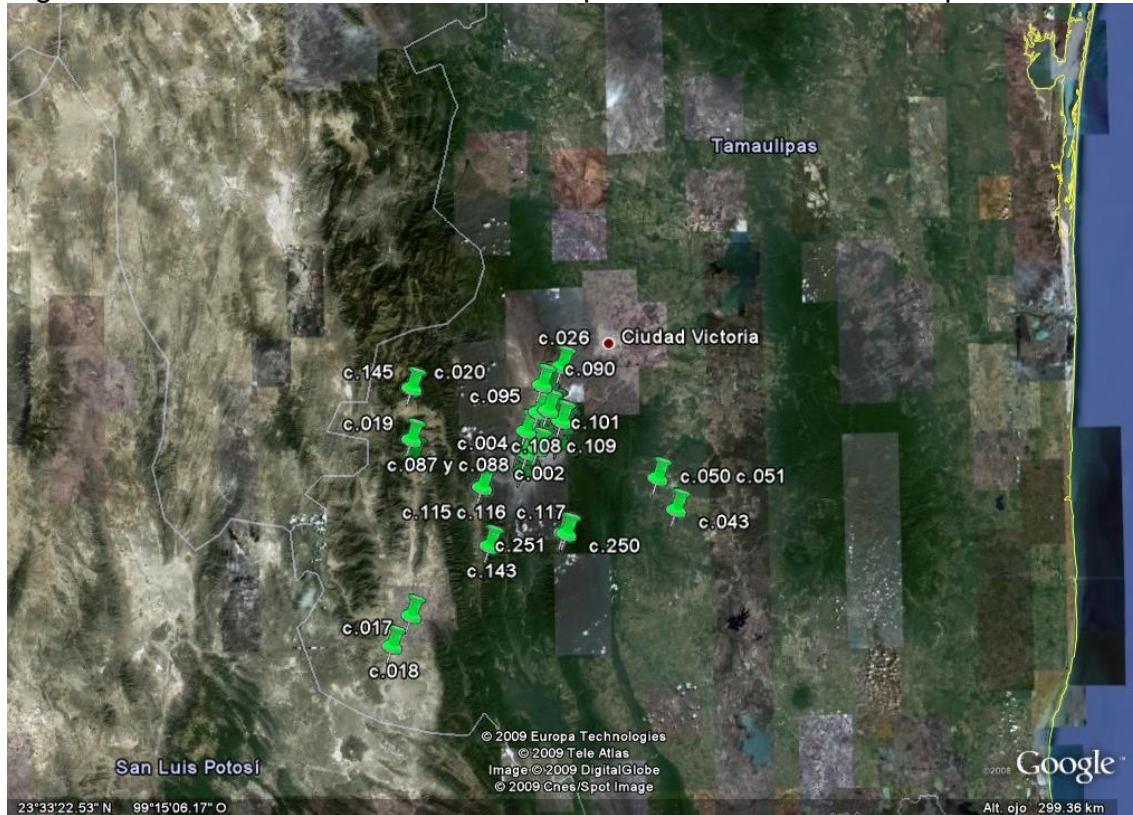 Tamaulipas
Ciudad Victoria
c.026
c.090
c.145 c.020
c.095
c.019
c.101
c.004 c.108 c.109
c.087 y c.088 c.002
c.050 c.051
c.115 c.116 c.117
c.043
c.251 c.250
c.143
c.017
c.018
© 2009 Europa Technologies
© 2009 Tele Atlas
Image © 2009 DigitalGlobe
© 2009 Cnes/Spot Image
San Luis Potosí
©2008 Google™
23°33'22.53" N 99°15'06.17" O
Alt. ojo 299.36 km